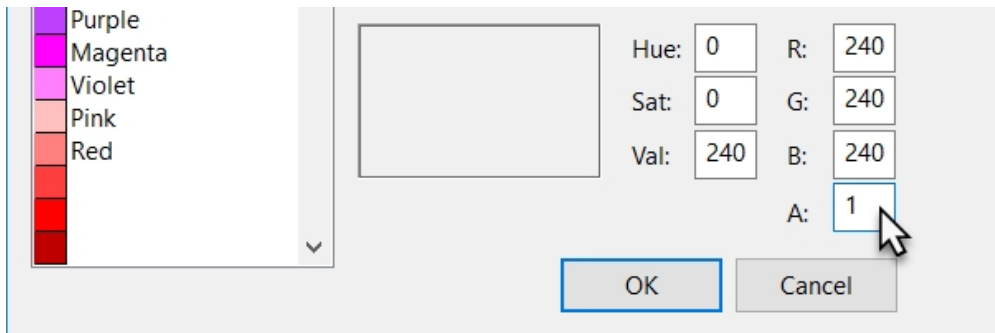 Purple
Magenta
Violet
Pink
Red
Hue: 0 R: 240
Sat: 0 G: 240
Val: 240 B: 240
A: 1
OK Cancel